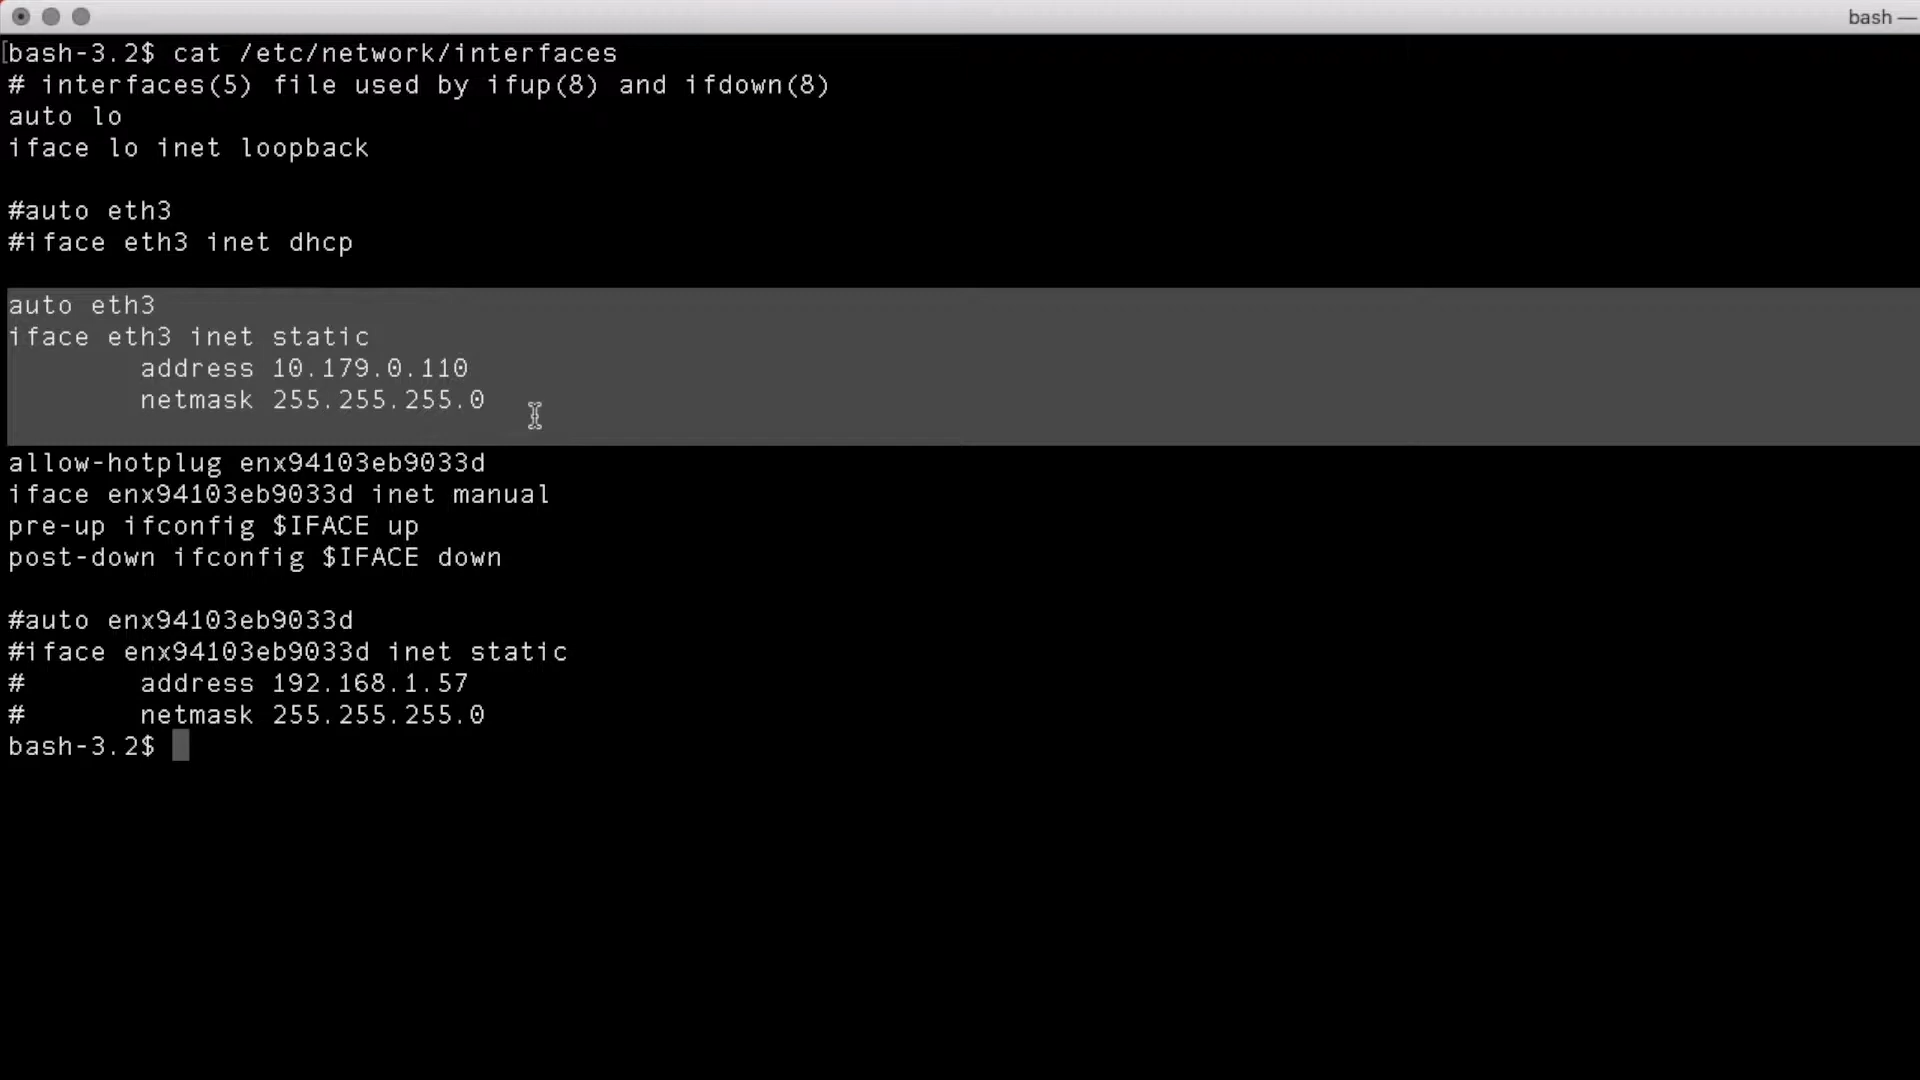 bash —
[bash-3.2$ cat /etc/network/interfaces
# interfaces(5) file used by ifup(8) and ifdown(8)
auto lo
iface lo inet loopback
#auto eth3
#iface eth3 inet dhcp
auto eth3
iface eth3 inet static
address 10.179.0.110
netmask 255.255.255.0
allow-hotplug enx94103eb9033d
iface enx94103eb9033d inet manual
pre-up ifconfig $IFACE up
post-down ifconfig $IFACE down
#auto enx94103eb9033d
#iface enx94103eb9033d inet static
#       address 192.168.1.57
#       netmask 255.255.255.0
bash-3.2$